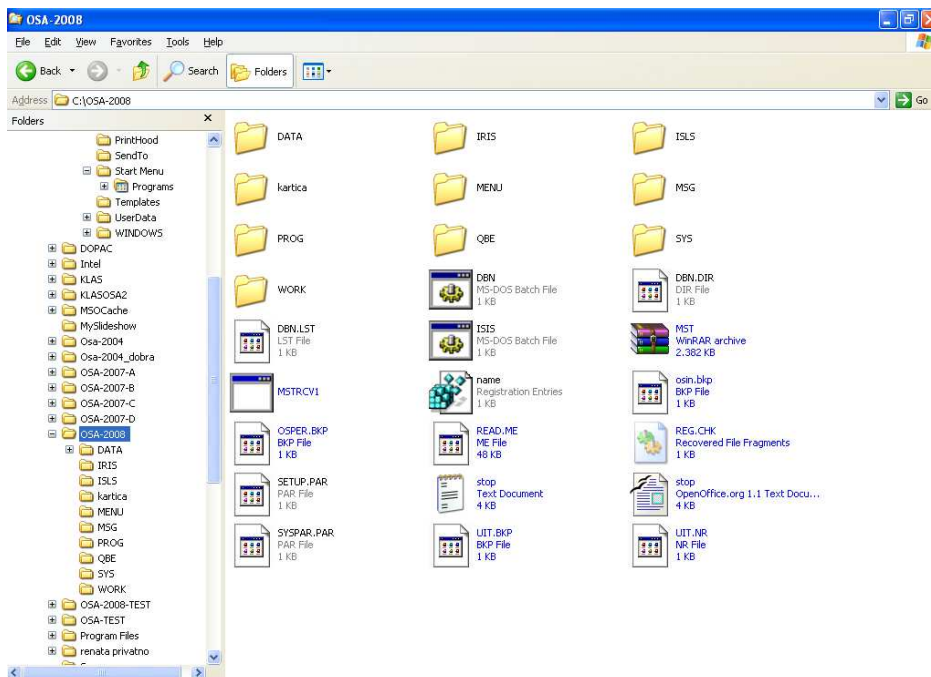 OSA-2008
File Edit View Favorites Tools Help
Back Search Folders
Address C:\OSA-2008 Go
Folders
PrintHood
SendTo
Start Menu
Programs
Templates
UserData
WINDOWS
DOPAC
Intel
KLAS
KLASOSA2
MSOCache
MySlideshow
Osa-2004
Osa-2004_dobra
OSA-2007-A
OSA-2007-B
OSA-2007-C
OSA-2007-D
OSA-2008
DATA
IRIS
ISLS
kartica
MENU
MSG
PROG
QBE
SYS
WORK
OSA-2008-TEST
OSA-TEST
Program Files
renata privatno
DATA
IRIS
ISLS
kartica
MENU
MSG
PROG
QBE
SYS
WORK
DBN
MS-DOS Batch File
1 KB
DBN.DIR
DIR File
1 KB
DBN.LST
LST File
1 KB
ISIS
MS-DOS Batch File
1 KB
MST
WinRAR archive
2.382 KB
MSTRCV1
name
Registration Entries
1 KB
osin.bkp
BKP File
1 KB
OSPER.BKP
BKP File
1 KB
READ.ME
ME File
48 KB
REG.CHK
Recovered File Fragments
1 KB
SETUP.PAR
PAR File
1 KB
stop
Text Document
4 KB
stop
OpenOffice.org 1.1 Text Docu...
4 KB
SYSPAR.PAR
PAR File
1 KB
UIT.BKP
BKP File
1 KB
UIT.NR
NR File
1 KB